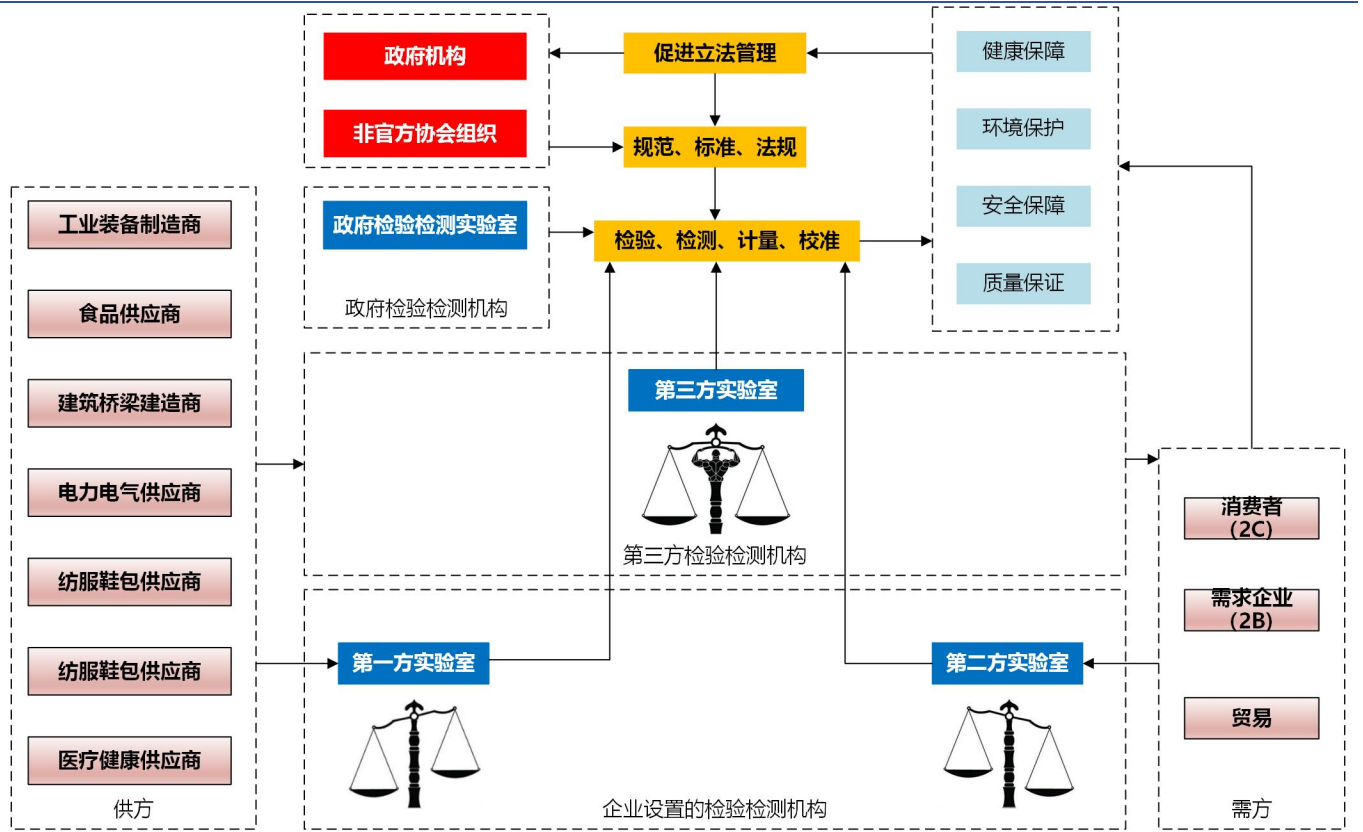 政府机构
促进立法管理
健康保障
非官方协会组织
规范、标准、法规
环境保护
工业装备制造商
政府检验检测实验室
检验、检测、计量、校准
安全保障
食品供应商
政府检验检测机构
质量保证
建筑桥梁建造商
第三方实验室
电力电气供应商
第三方检验检测机构
消费者
(2C)
纺服鞋包供应商
需求企业
(2B)
纺服鞋包供应商
第一方实验室
第二方实验室
贸易
医疗健康供应商
供方
企业设置的检验检测机构
需方